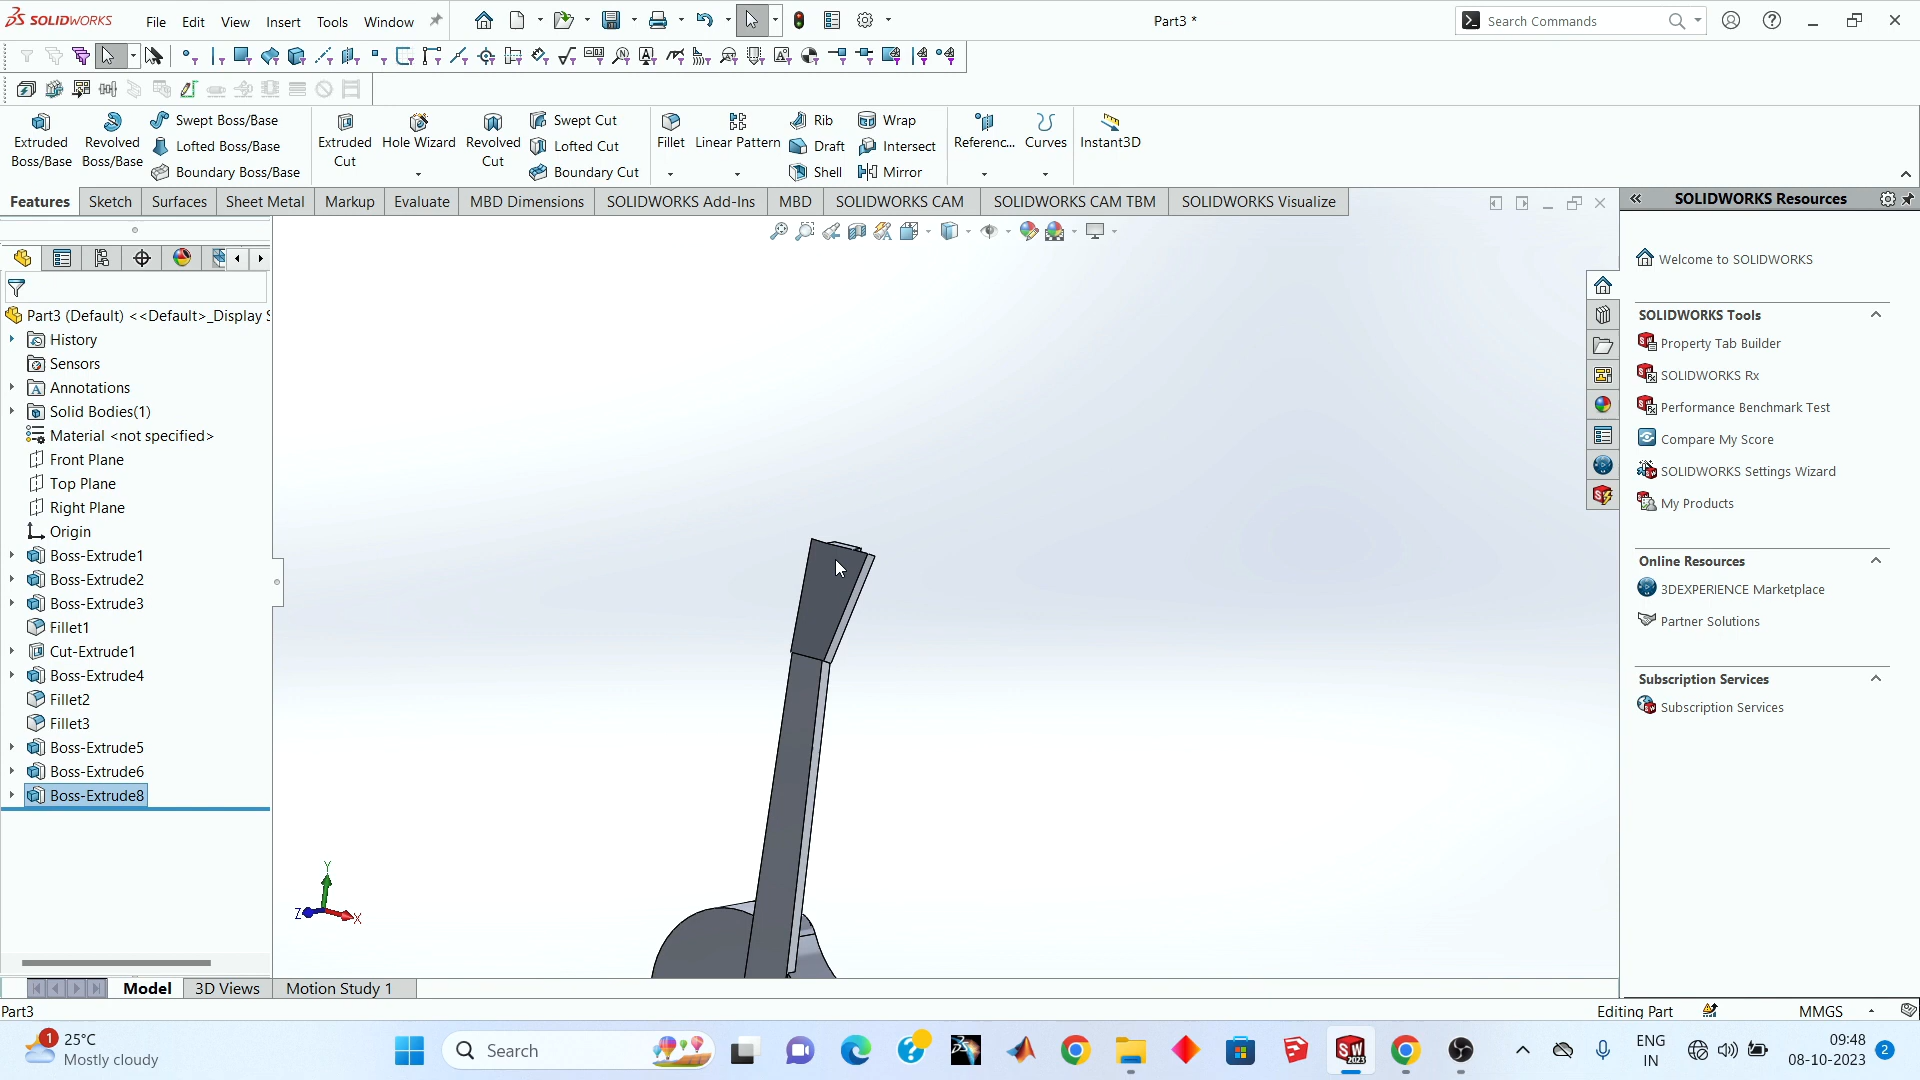 SOLIDWORKS File Edit View Insert Tools Window Part3 * Search Commands
Extruded Boss/Base
Revolved Boss/Base
Swept Boss/Base
Lofted Boss/Base
Boundary Boss/Base
Extruded Cut
Hole Wizard
Revolved Cut
Swept Cut
Lofted Cut
Boundary Cut
Fillet
Linear Pattern
Rib
Draft
Shell
Wrap
Intersect
Mirror
Referenc...
Curves
Instant3D
Features Sketch Surfaces Sheet Metal Markup Evaluate MBD Dimensions SOLIDWORKS Add-Ins MBD SOLIDWORKS CAM SOLIDWORKS CAM TBM SOLIDWORKS Visualize
Part3 (Default) <<Default>_Display S
History
Sensors
Annotations
Solid Bodies(1)
Material <not specified>
Front Plane
Top Plane
Right Plane
Origin
Boss-Extrude1
Boss-Extrude2
Boss-Extrude3
Fillet1
Cut-Extrude1
Boss-Extrude4
Fillet2
Fillet3
Boss-Extrude5
Boss-Extrude6
Boss-Extrude8
Y
Z
X
SOLIDWORKS Resources
Welcome to SOLIDWORKS
SOLIDWORKS Tools
Property Tab Builder
SOLIDWORKS Rx
Performance Benchmark Test
Compare My Score
SOLIDWORKS Settings Wizard
My Products
Online Resources
3DEXPERIENCE Marketplace
Partner Solutions
Subscription Services
Subscription Services
Model 3D Views Motion Study 1
Part3 Editing Part MMGS
1
25°C
Mostly cloudy
Search
SW
2023
ENG
IN
09:48
08-10-2023
2